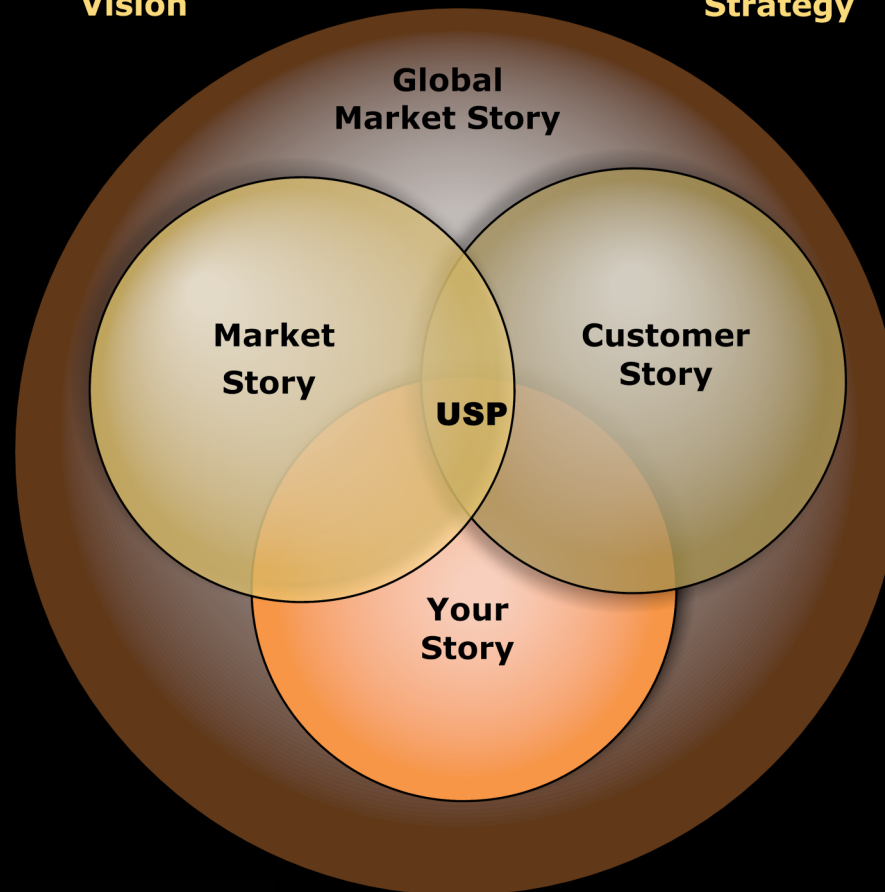 Vision
Strategy
Global
Market Story
Market
Story
Customer
Story
USP
Your
Story